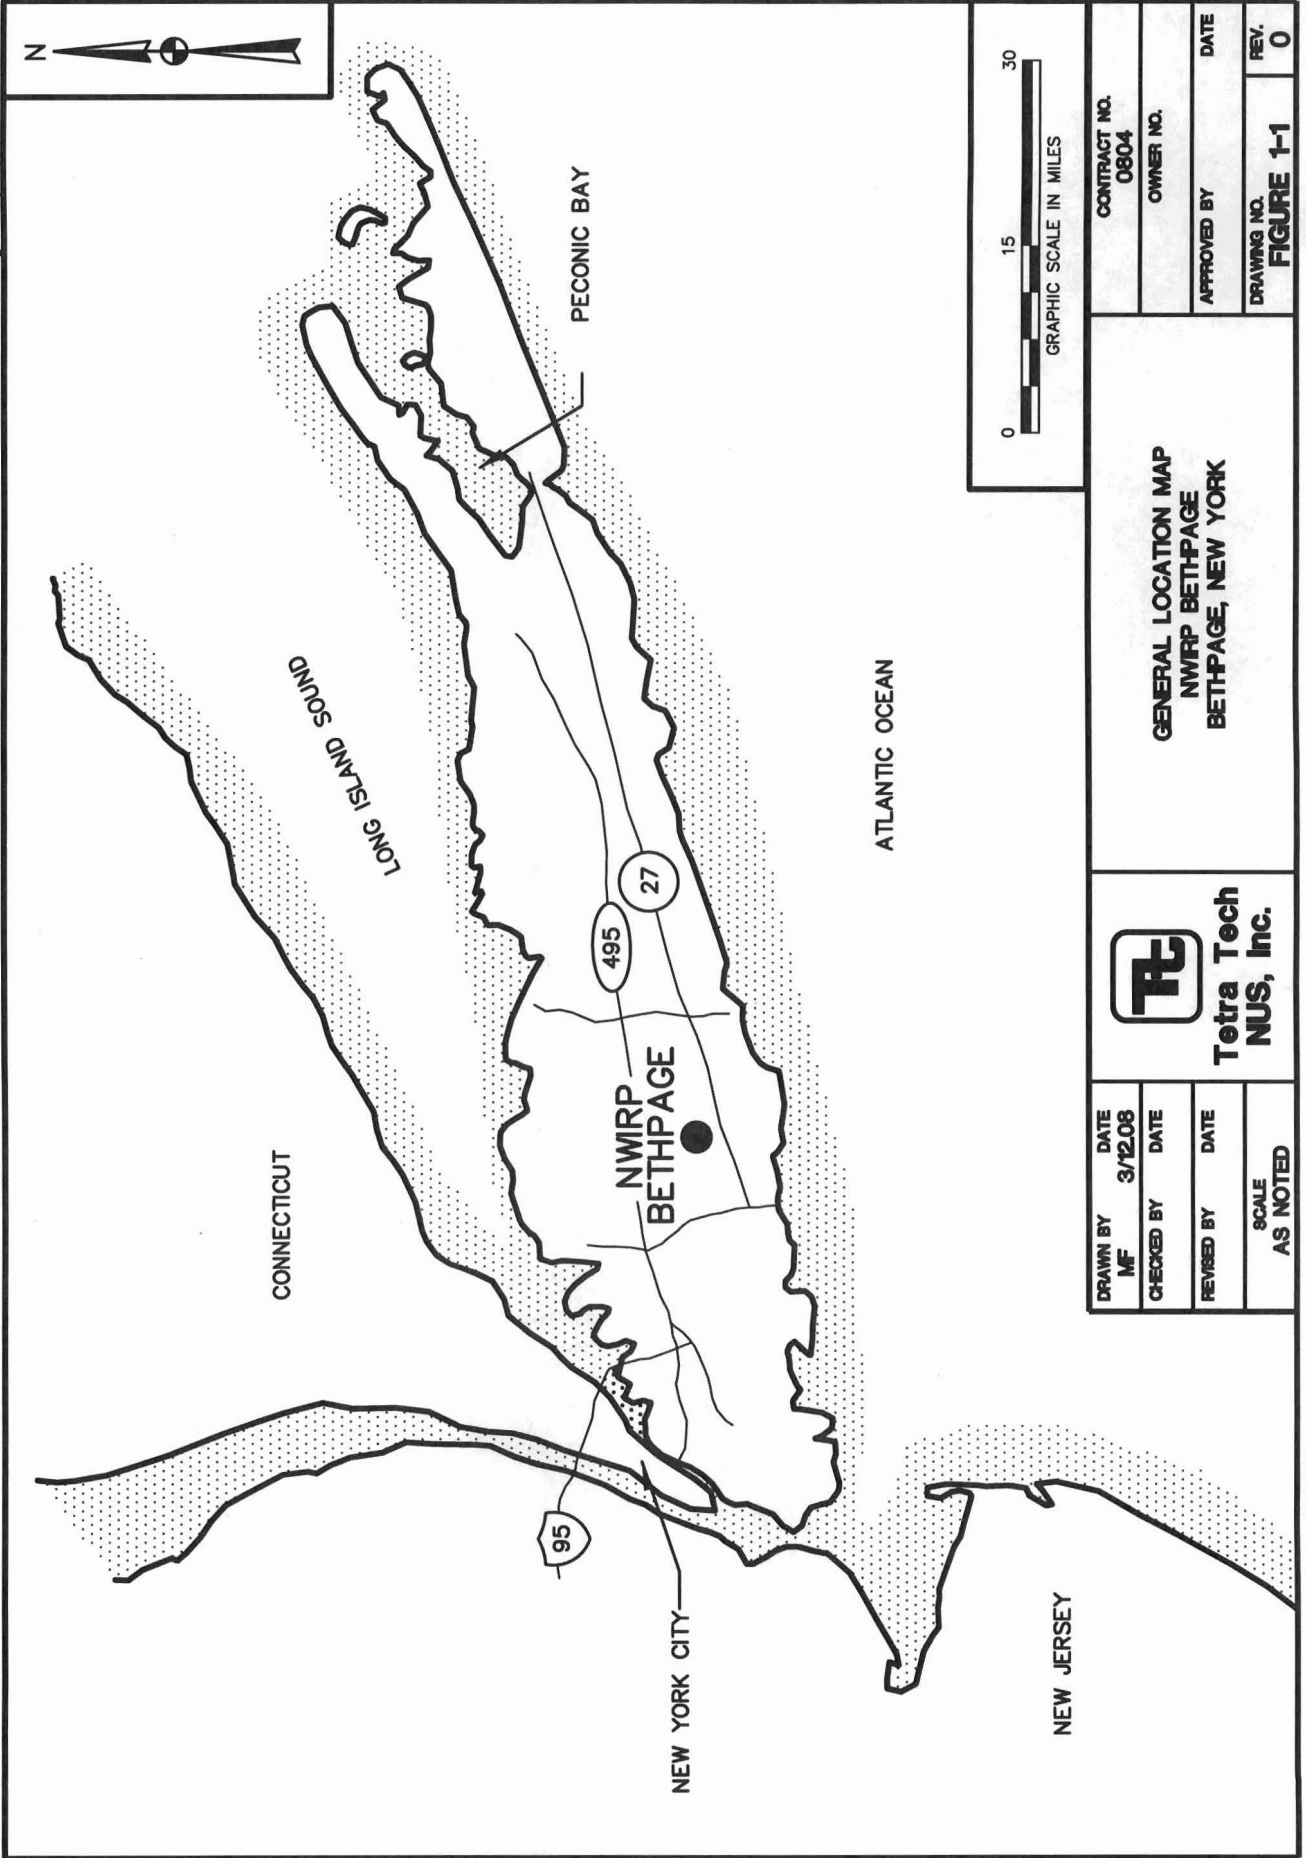 N
CONNECTICUT
LONG ISLAND SOUND
PECONIC BAY
95
495
27
NEW YORK CITY
NWIRP
BETHPAGE
ATLANTIC OCEAN
NEW JERSEY
0 15 30
GRAPHIC SCALE IN MILES
DRAWN BY DATE
MF 3/12.08
CHECKED BY DATE
REVISED BY DATE
SCALE
AS NOTED
Tt
Tetra Tech
NUS, Inc.
GENERAL LOCATION MAP
NWIRP BETHPAGE
BETHPAGE, NEW YORK
CONTRACT NO.
0804
OWNER NO.
APPROVED BY DATE
DRAWING NO. REV.
FIGURE 1-1 0